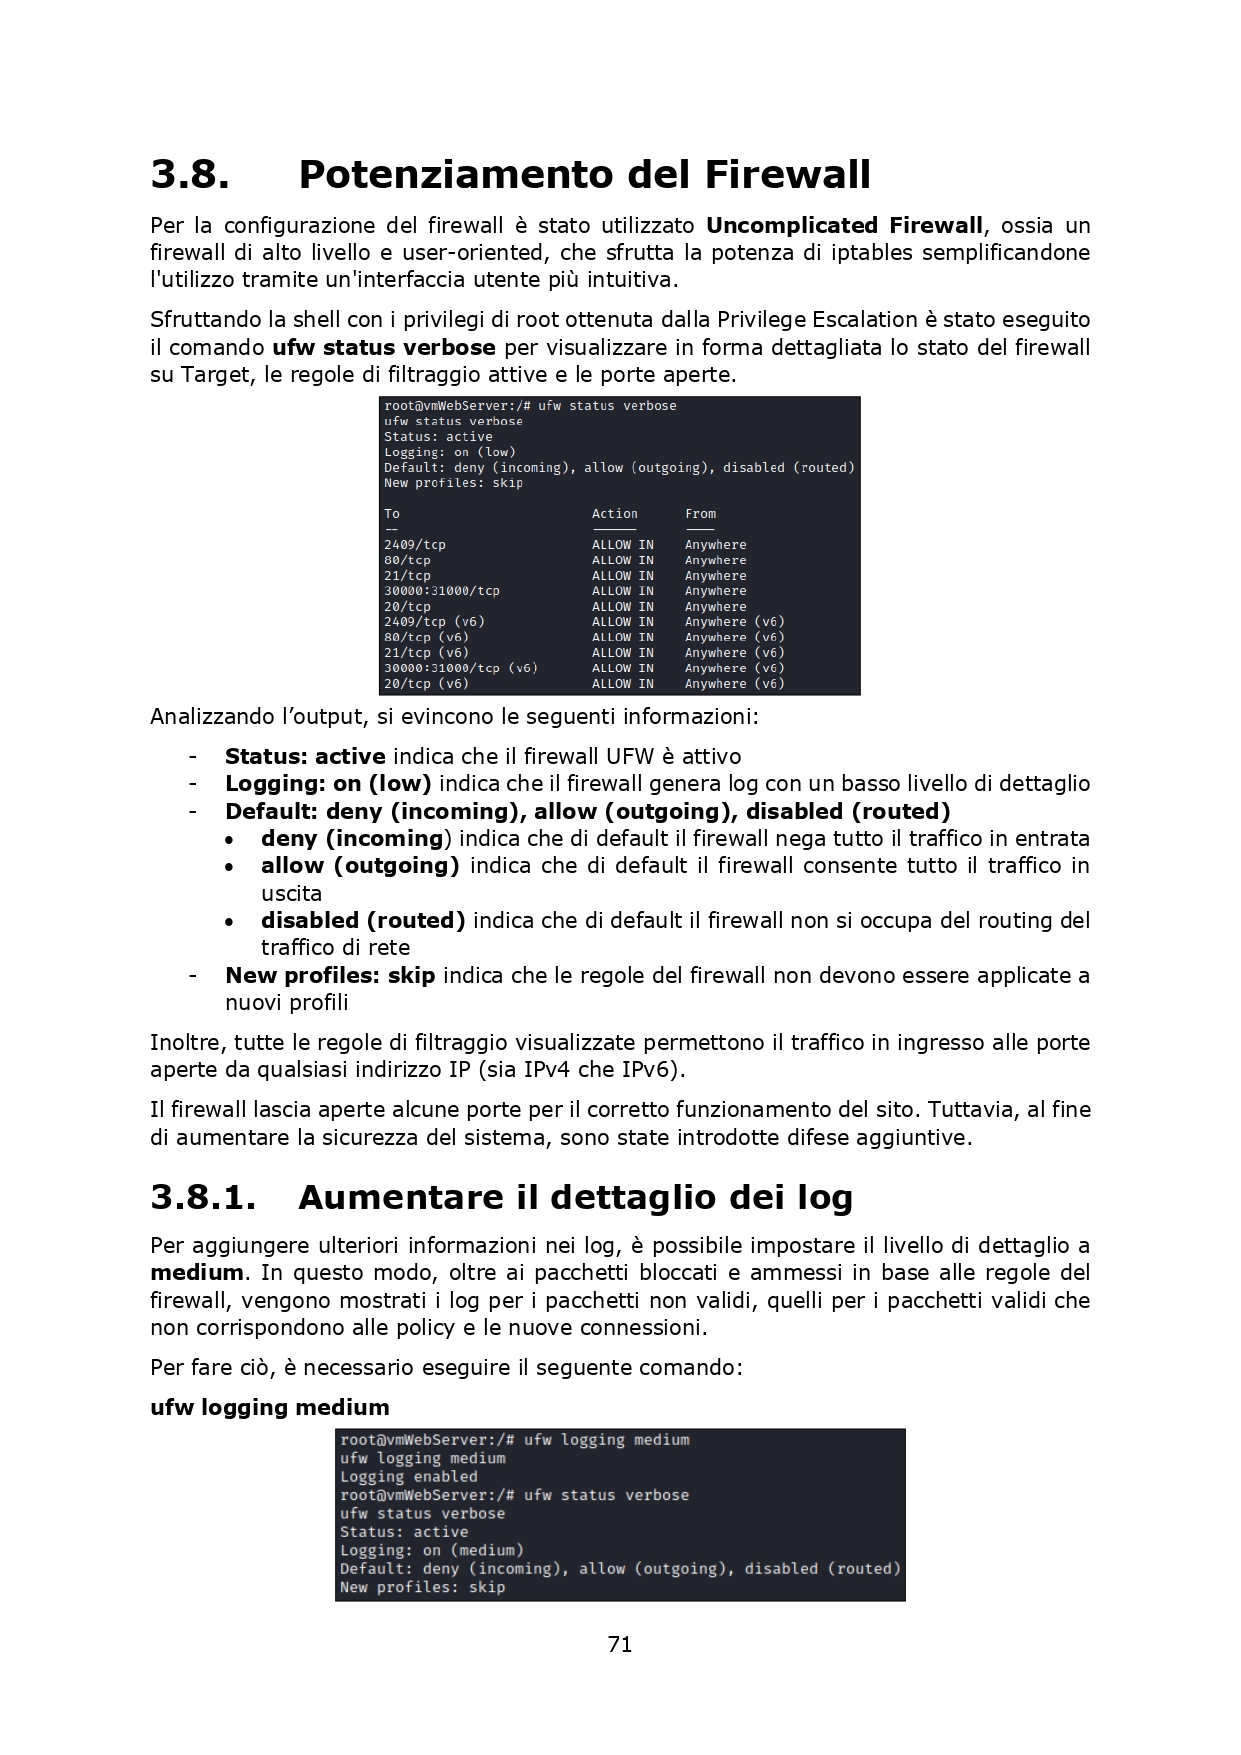 3.8. Potenziamento del Firewall
Per la configurazione del firewall è stato utilizzato Uncomplicated Firewall, ossia un
firewall di alto livello e user-oriented, che sfrutta la potenza di iptables semplificandone
l'utilizzo tramite un'interfaccia utente più intuitiva.
Sfruttando la shell con i privilegi di root ottenuta dalla Privilege Escalation è stato eseguito
il comando ufw status verbose per visualizzare in forma dettagliata lo stato del firewall
su Target, le regole di filtraggio attive e le porte aperte.
root@vmWebServer:/# ufw status verbose
ufw status verbose
Status: active
Logging: on (low)
Default: deny (incoming), allow (outgoing), disabled (routed)
New profiles: skip
To Action From
-- ------ ----
2409/tcp ALLOW IN Anywhere
80/tcp ALLOW IN Anywhere
21/tcp ALLOW IN Anywhere
30000:31000/tcp ALLOW IN Anywhere
20/tcp ALLOW IN Anywhere
2409/tcp (v6) ALLOW IN Anywhere (v6)
80/tcp (v6) ALLOW IN Anywhere (v6)
21/tcp (v6) ALLOW IN Anywhere (v6)
30000:31000/tcp (v6) ALLOW IN Anywhere (v6)
20/tcp (v6) ALLOW IN Anywhere (v6)
Analizzando l’output, si evincono le seguenti informazioni:
- Status: active indica che il firewall UFW è attivo
- Logging: on (low) indica che il firewall genera log con un basso livello di dettaglio
- Default: deny (incoming), allow (outgoing), disabled (routed)
• deny (incoming) indica che di default il firewall nega tutto il traffico in entrata
• allow (outgoing) indica che di default il firewall consente tutto il traffico in
uscita
• disabled (routed) indica che di default il firewall non si occupa del routing del
traffico di rete
- New profiles: skip indica che le regole del firewall non devono essere applicate a
nuovi profili
Inoltre, tutte le regole di filtraggio visualizzate permettono il traffico in ingresso alle porte
aperte da qualsiasi indirizzo IP (sia IPv4 che IPv6).
Il firewall lascia aperte alcune porte per il corretto funzionamento del sito. Tuttavia, al fine
di aumentare la sicurezza del sistema, sono state introdotte difese aggiuntive.
3.8.1. Aumentare il dettaglio dei log
Per aggiungere ulteriori informazioni nei log, è possibile impostare il livello di dettaglio a
medium. In questo modo, oltre ai pacchetti bloccati e ammessi in base alle regole del
firewall, vengono mostrati i log per i pacchetti non validi, quelli per i pacchetti validi che
non corrispondono alle policy e le nuove connessioni.
Per fare ciò, è necessario eseguire il seguente comando:
ufw logging medium
root@vmWebServer:/# ufw logging medium
ufw logging medium
Logging enabled
root@vmWebServer:/# ufw status verbose
ufw status verbose
Status: active
Logging: on (medium)
Default: deny (incoming), allow (outgoing), disabled (routed)
New profiles: skip
71